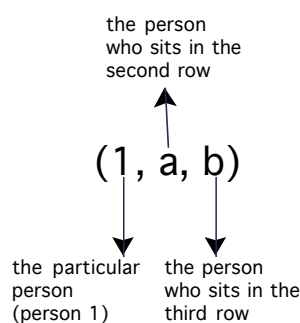 the person
who sits in the
second row
(1, a, b)
the particular
person
(person 1)
the person
who sits in the
third row